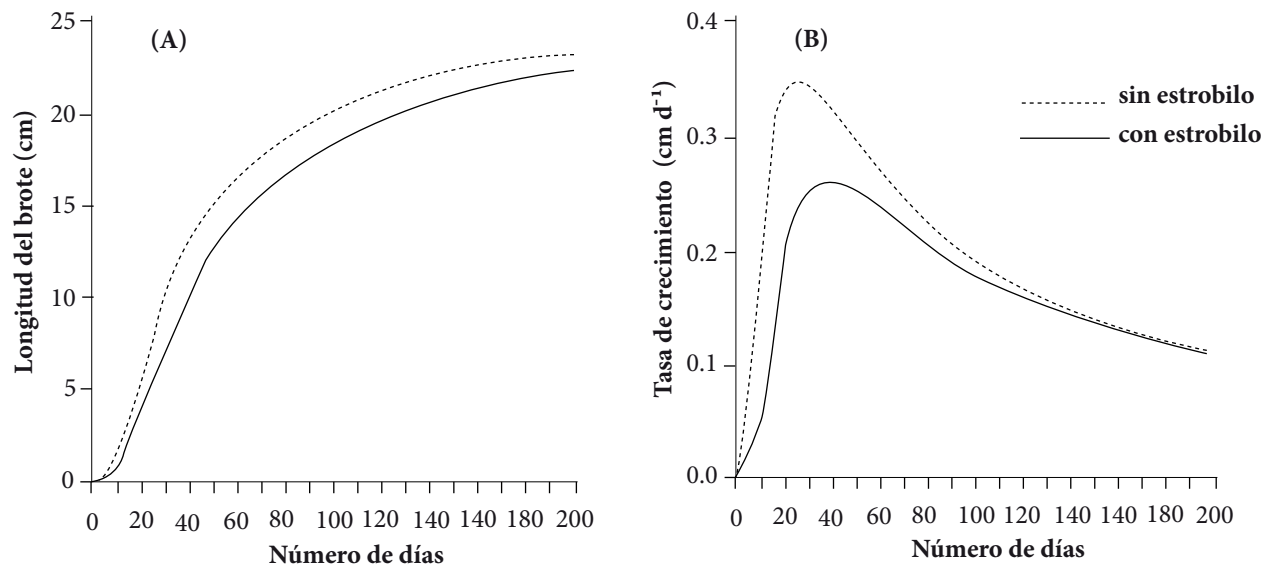 (A)
Longitud del brote (cm)
25
20
15
10
5
0
0 20 40 60 80 100 120 140 140 180 200
Número de días
(B)
Tasa de crecimiento (cm d⁻¹)
0.4
0.3
0.2
0.1
0.0
0 20 40 60 80 100 120 140 140 180 200
Número de días
sin estrobilo
con estrobilo